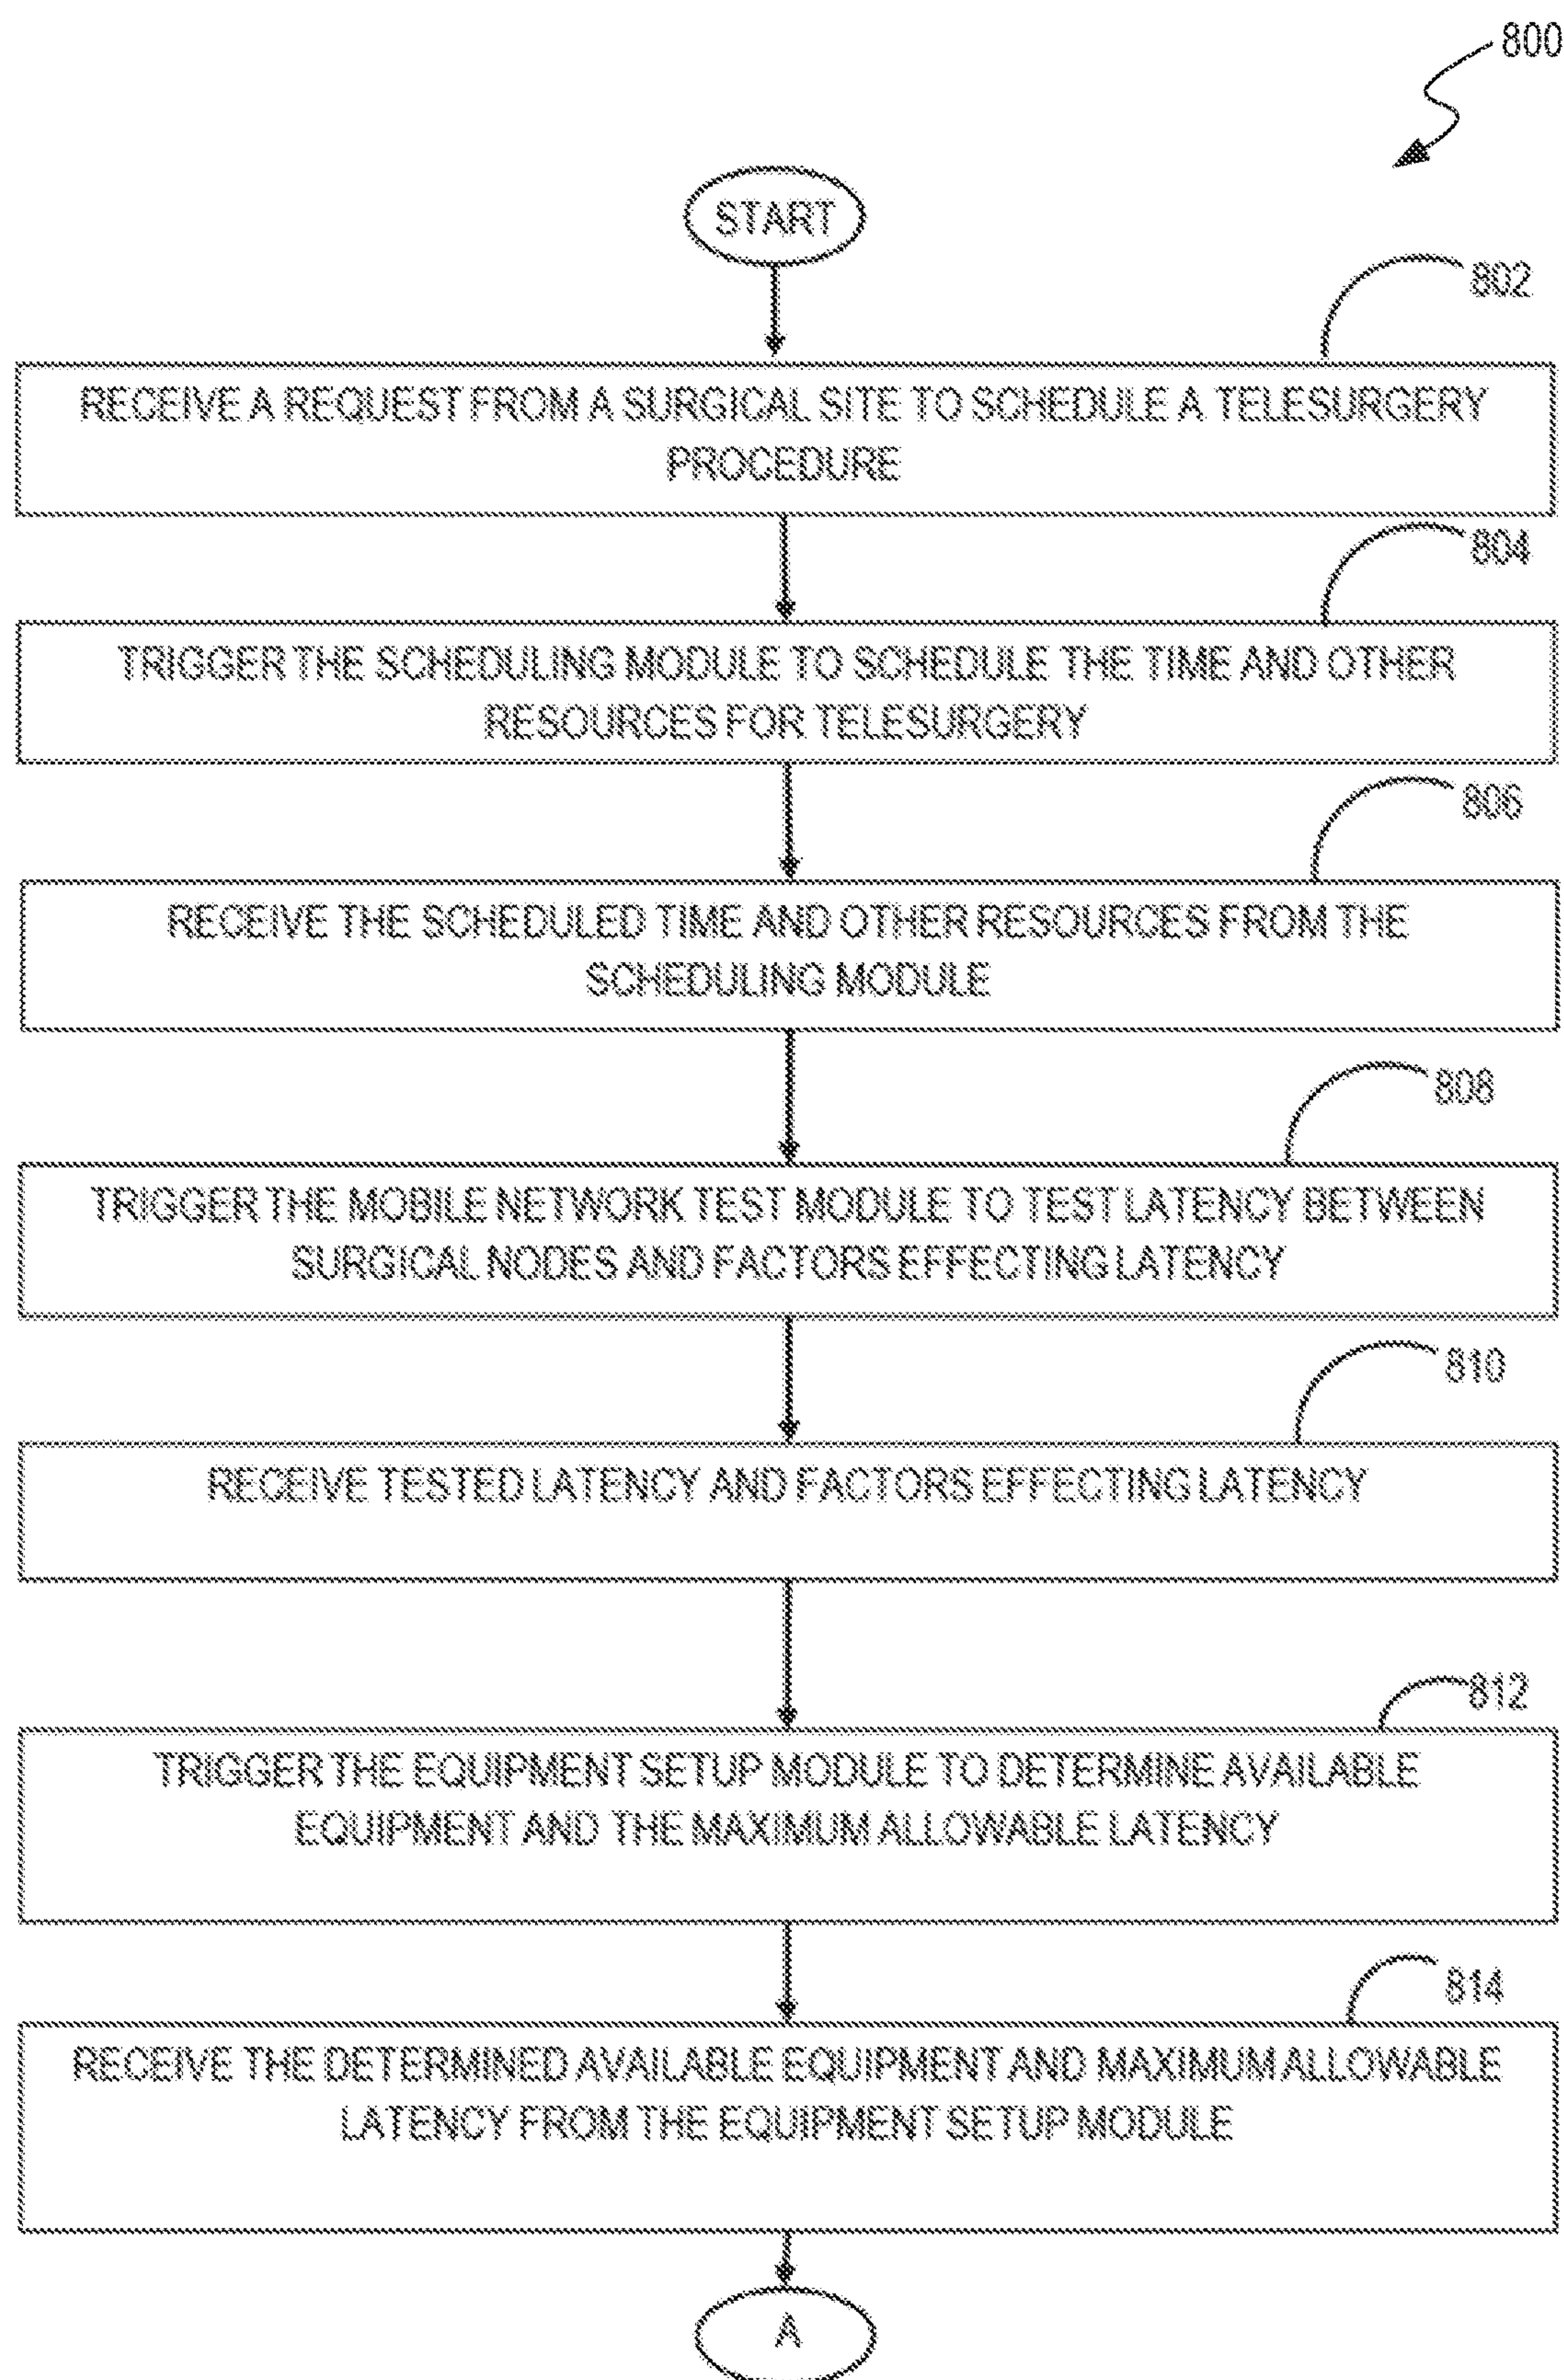 800
START
802
RECEIVE A REQUEST FROM A SURGICAL SITE TO SCHEDULE A TELESURGERY
PROCEDURE
804
TRIGGER THE SCHEDULING MODULE TO SCHEDULE THE TIME AND OTHER
RESOURCES FOR TELESURGERY
806
RECEIVE THE SCHEDULED TIME AND OTHER RESOURCES FROM THE
SCHEDULING MODULE
808
TRIGGER THE MOBILE NETWORK TEST MODULE TO TEST LATENCY BETWEEN
SURGICAL NODES AND FACTORS EFFECTING LATENCY
810
RECEIVE TESTED LATENCY AND FACTORS EFFECTING LATENCY
812
TRIGGER THE EQUIPMENT SETUP MODULE TO DETERMINE AVAILABLE
EQUIPMENT AND THE MAXIMUM ALLOWABLE LATENCY
814
RECEIVE THE DETERMINED AVAILABLE EQUIPMENT AND MAXIMUM ALLOWABLE
LATENCY FROM THE EQUIPMENT SETUP MODULE
A